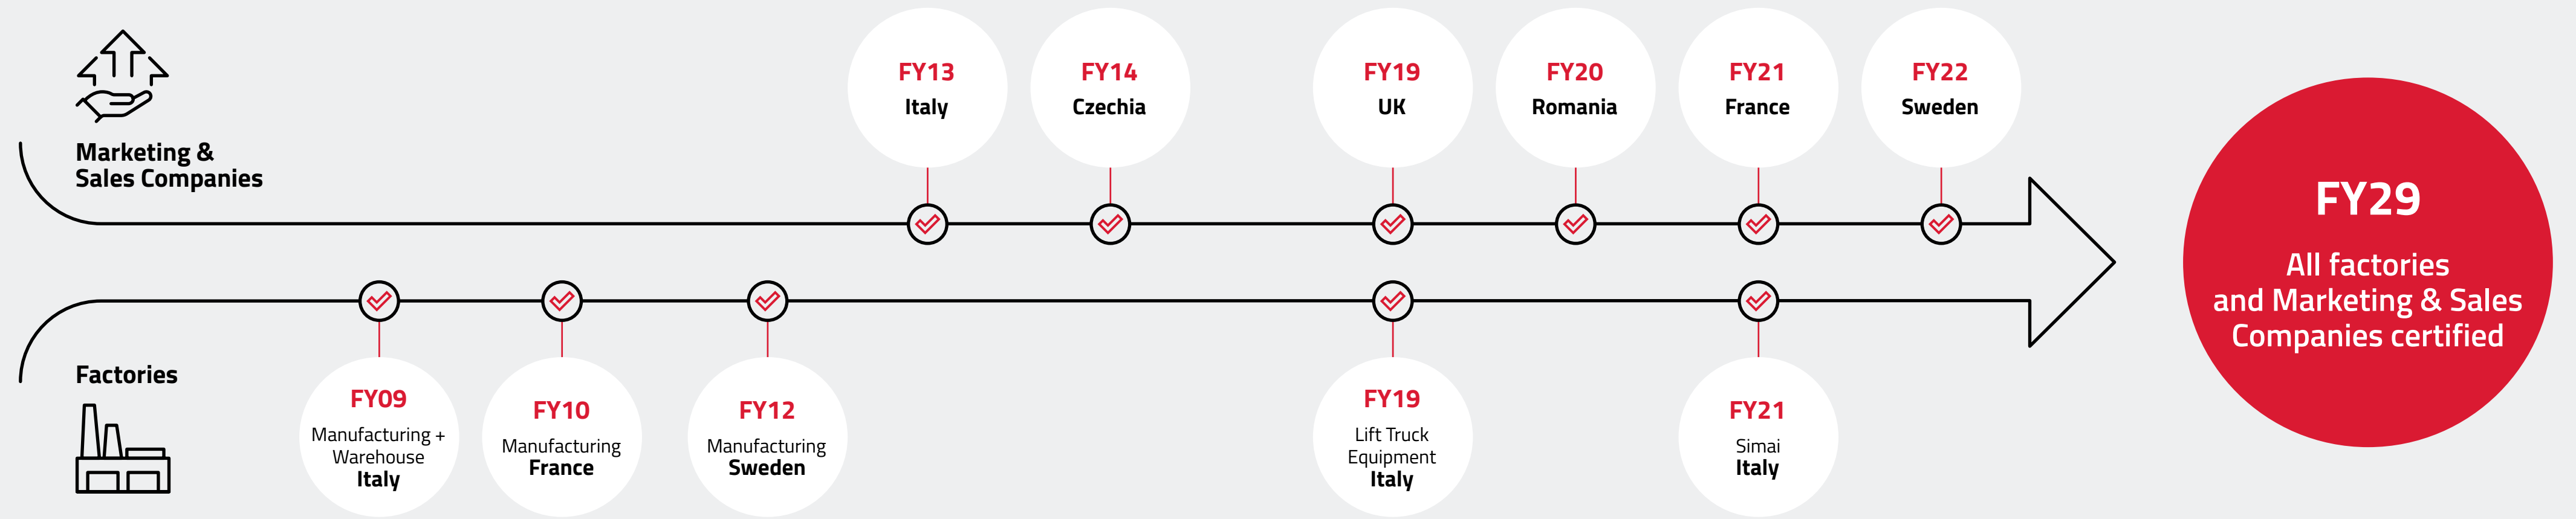 Marketing &
Sales Companies
FY13
Italy
FY14
Czechia
FY19
UK
FY20
Romania
FY21
France
FY22
Sweden
Factories
FY09
Manufacturing +
Warehouse
Italy
FY10
Manufacturing
France
FY12
Manufacturing
Sweden
FY19
Lift Truck
Equipment
Italy
FY21
Simai
Italy
FY29
All factories
and Marketing & Sales
Companies certified